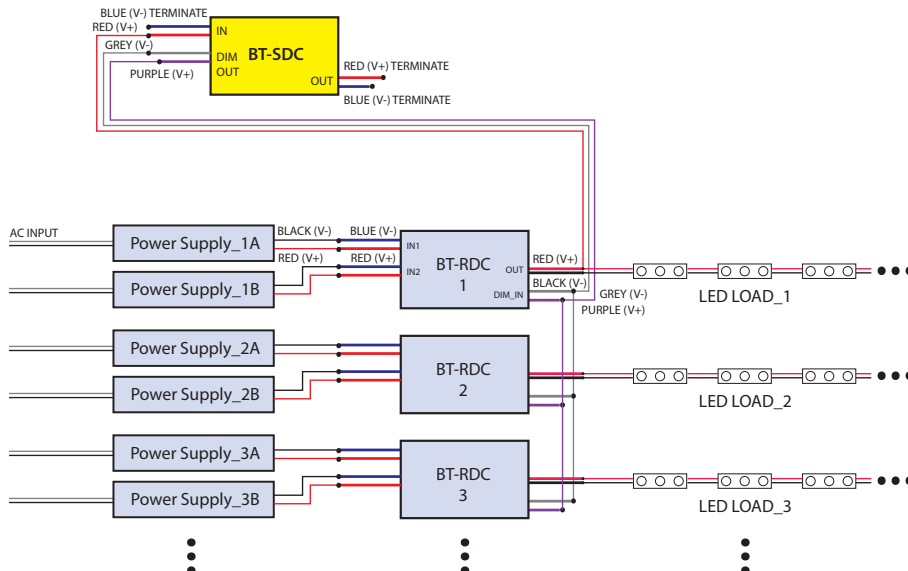 BLUE (V-) TERMINATE
RED (V+)
IN
GREY (V-)
BT-SDC
DIM
OUT
PURPLE (V+)
RED (V+) TERMINATE
OUT
BLUE (V-) TERMINATE
AC INPUT
Power Supply_1A
BLACK (V-)
BLUE (V-)
IN1
RED (V+)
RED (V+)
IN2
BT-RDC
1
OUT
RED (V+)
Power Supply_1B
BLACK (V-)
DIM_IN
GREY (V-)
PURPLE (V+)
LED LOAD_1
Power Supply_2A
BT-RDC
2
Power Supply_2B
LED LOAD_2
Power Supply_3A
BT-RDC
3
Power Supply_3B
LED LOAD_3